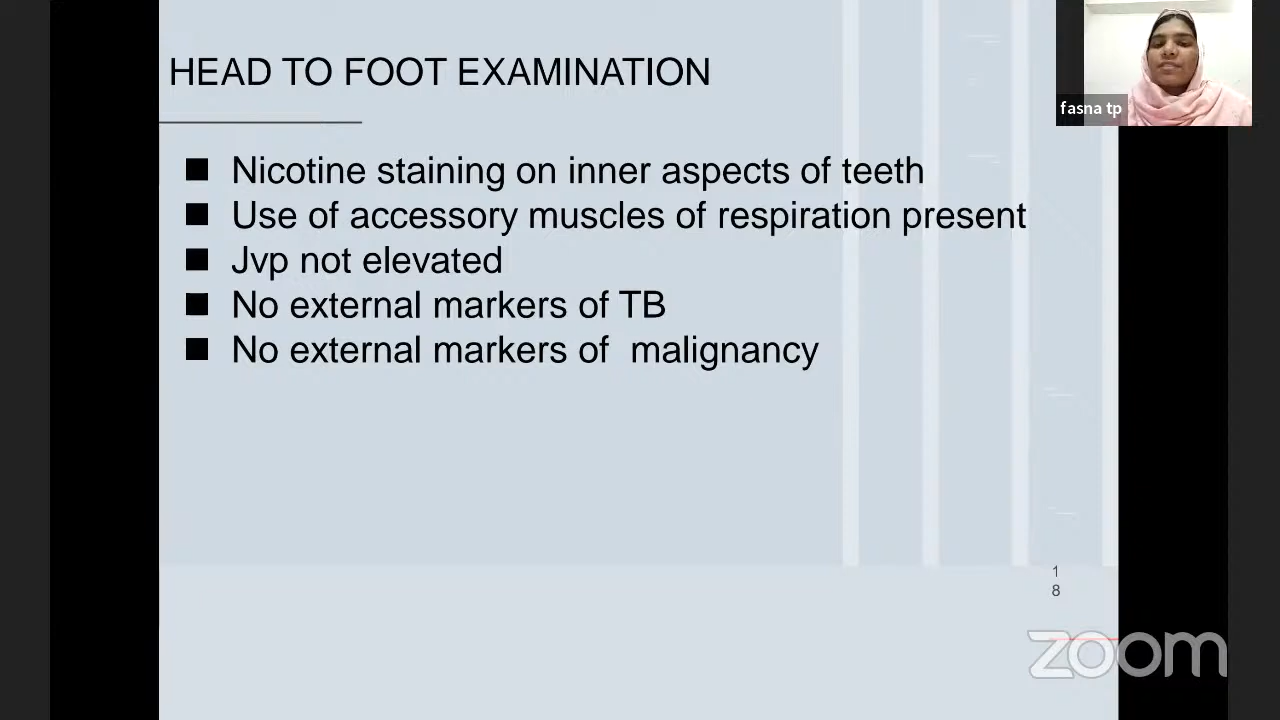 HEAD TO FOOT EXAMINATION
fasna tp
Nicotine staining on inner aspects of teeth
Use of accessory muscles of respiration present
Jvp not elevated
No external markers of TB
No external markers of  malignancy
1
8
zoom